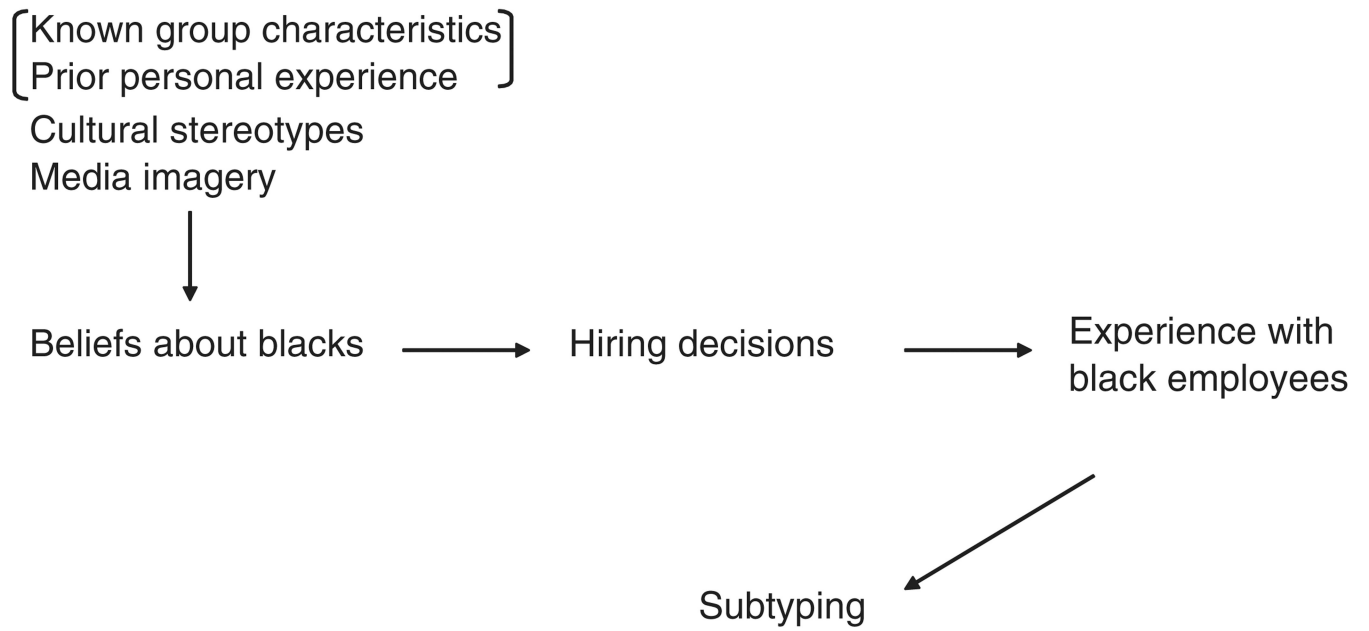 Known group characteristics
Prior personal experience
Cultural stereotypes
Media imagery
Beliefs about blacks
Hiring decisions
Experience with
black employees
Subtyping